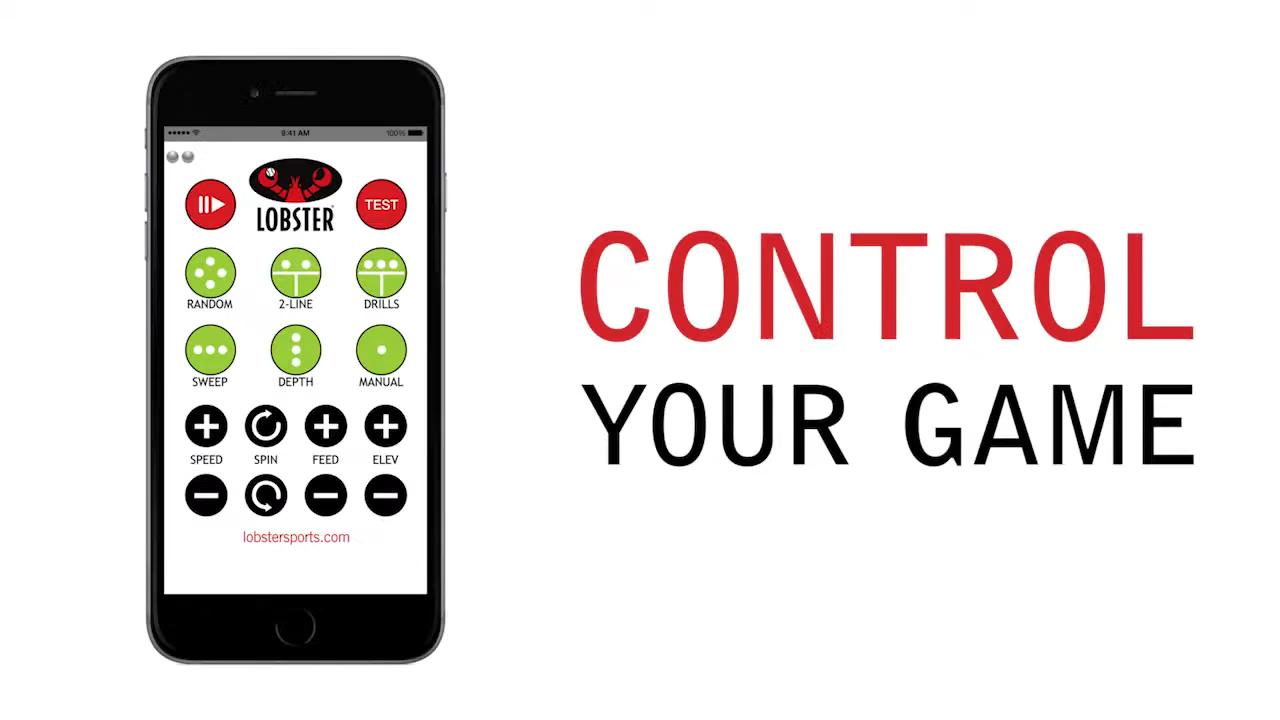 9:41 AM 100%
LOBSTER
TEST
RANDOM 2-LINE DRILLS
SWEEP DEPTH MANUAL
SPEED SPIN FEED ELEV
lobstersports.com
CONTROL
YOUR GAME